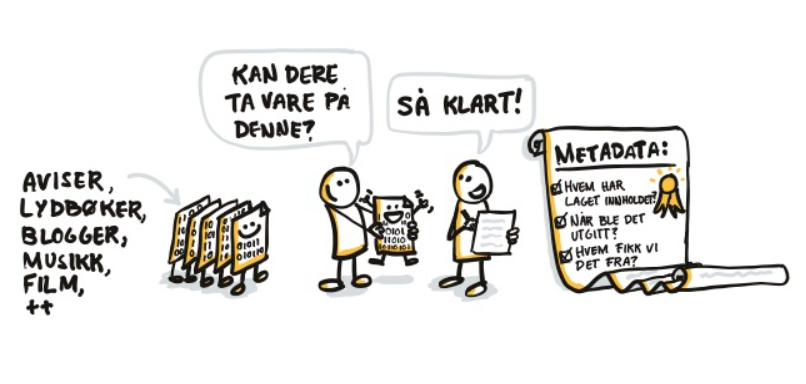 AVISER,
LYDBØKER,
BLOGGER,
MUSIKK,
FILM,
++
KAN DERE
TA VARE PÅ
DENNE?
SÅ KLART!
METADATA:
HVEM HAR
LAGET INNHOLDET?
NÅR BLE DET
UTGITT?
HVEM FIKK VI
DET FRA?